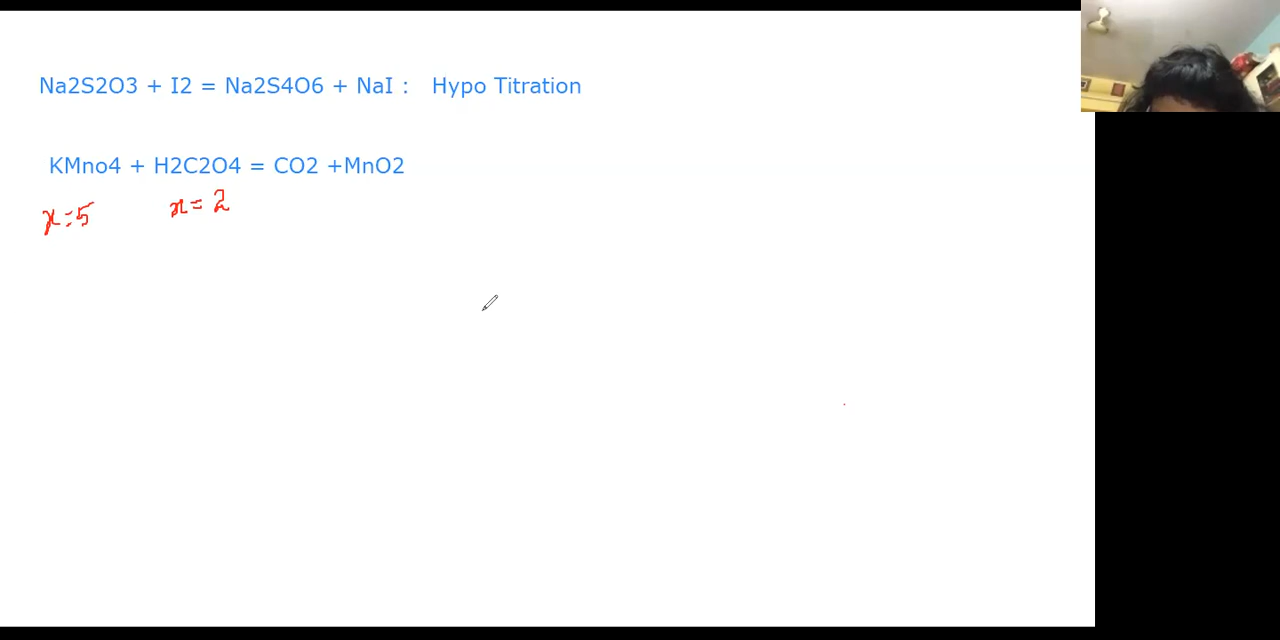 Na2S2O3 + I2 = Na2S4O6 + NaI :   Hypo Titration
KMno4 + H2C2O4 = CO2 +MnO2
x=5 x=2